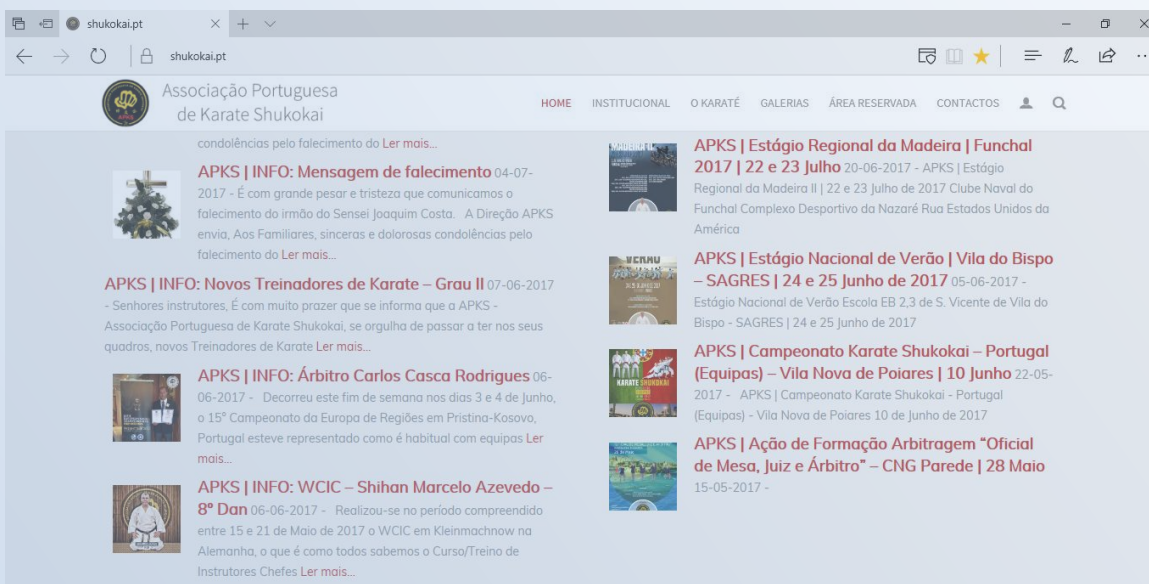 shukokai.pt
shukokai.pt
Associação Portuguesa
de Karate Shukokai
HOME INSTITUCIONAL O KARATÉ GALERIAS ÁREA RESERVADA CONTACTOS
condolências pelo falecimento do Ler mais...
APKS | INFO: Mensagem de falecimento 04-07-
2017 - É com grande pesar e tristeza que comunicamos o
falecimento do irmão do Sensei Joaquim Costa. A Direção APKS
envia, Aos Familiares, sinceras e dolorosas condolências pelo
falecimento do Ler mais...
APKS | INFO: Novos Treinadores de Karate – Grau II 07-06-2017
- Senhores instrutores, É com muito prazer que se informa que a APKS -
Associação Portuguesa de Karate Shukokai, se orgulha de passar a ter nos seus
quadros, novos Treinadores de Karate Ler mais...
APKS | INFO: Árbitro Carlos Casca Rodrigues 06-
06-2017 - Decorreu este fim de semana nos dias 3 e 4 de Junho,
o 15º Campeonato da Europa de Regiões em Pristina-Kosovo,
Portugal esteve representado como é habitual com equipas Ler
mais...
APKS | INFO: WCIC – Shihan Marcelo Azevedo –
8º Dan 06-06-2017 - Realizou-se no período compreendido
entre 15 e 21 de Maio de 2017 o WCIC em Kleinmachnow na
Alemanha, o que é como todos sabemos o Curso/Treino de
Instrutores Chefes Ler mais...
APKS | Estágio Regional da Madeira | Funchal
2017 | 22 e 23 Julho 20-06-2017 - APKS | Estágio
Regional da Madeira II | 22 e 23 Julho de 2017 Clube Naval do
Funchal Complexo Desportivo da Nazaré Rua Estados Unidos da
América
APKS | Estágio Nacional de Verão | Vila do Bispo
– SAGRES | 24 e 25 Junho de 2017 05-06-2017 -
Estágio Nacional de Verão Escola EB 2,3 de S. Vicente de Vila do
Bispo - SAGRES | 24 e 25 Junho de 2017
KARATE SHUKOKAI
APKS | Campeonato Karate Shukokai – Portugal
(Equipas) – Vila Nova de Poiares | 10 Junho 22-05-
2017 - APKS | Campeonato Karate Shukokai - Portugal
(Equipas) - Vila Nova de Poiares 10 de Junho de 2017
APKS | Ação de Formação Arbitragem “Oficial
de Mesa, Juiz e Árbitro” – CNG Parede | 28 Maio
15-05-2017 -